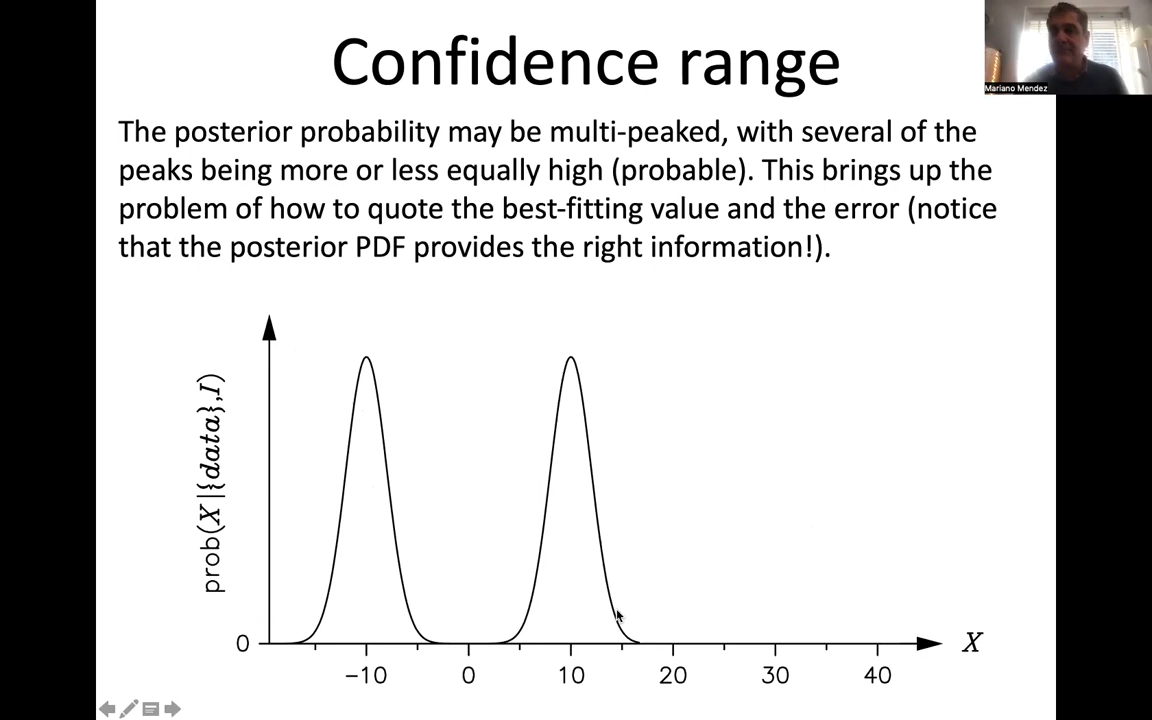 Confidence range
Mariano Mendez
The posterior probability may be multi-peaked, with several of the
peaks being more or less equally high (probable). This brings up the
problem of how to quote the best-fitting value and the error (notice
that the posterior PDF provides the right information!).
prob(X|{data},I)
0
X
−10 0 10 20 30 40